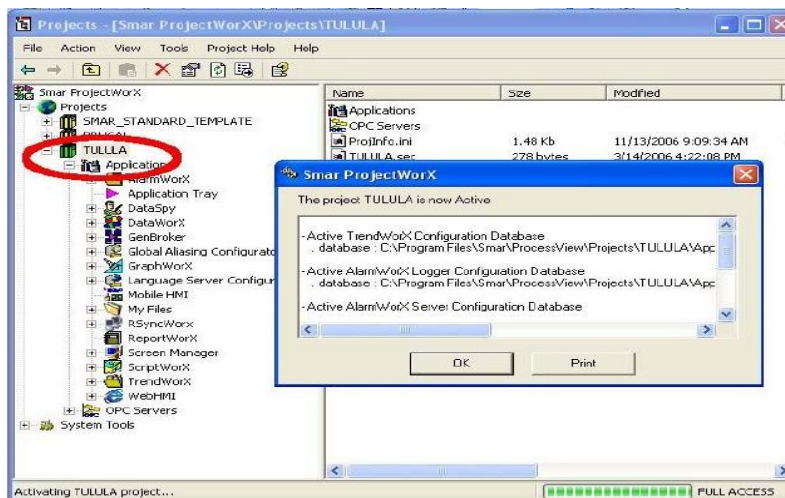 Projects - [Smar ProjectWorX\Projects\TULULA]
File Action View Tools Project Help Help
Smar ProjectWorX
Projects
SMAR_STANDARD_TEMPLATE
TULULA
Applications
AlarmWorX
Application Tray
DataSpy
DataWorX
GenBroker
Global Aliasing Configurato
GraphWorX
Language Server Configur
Mobile HMI
My Files
RSyncWorx
ReportWorX
Screen Manager
ScriptWorX
TrendWorX
WebHMI
OPC Servers
System Tools
Name Size Modified
Applications
OPC Servers
ProjInfo.ini 1.48 Kb 11/13/2006 9:09:34 AM
TULULA.sec 278 bytes 3/14/2006 4:22:08 PM
Smar ProjectWorX
The project TULULA is now Active
-Active TrendWorX Configuration Database
. database : C:\Program Files\Smar\ProcessView\Projects\TULULA\App
-Active AlarmWorX Logger Configuration Database
. database : C:\Program Files\Smar\ProcessView\Projects\TULULA\App
-Active AlarmWorX Server Configuration Database
OK Print
Activating TULULA project... FULL ACCESS